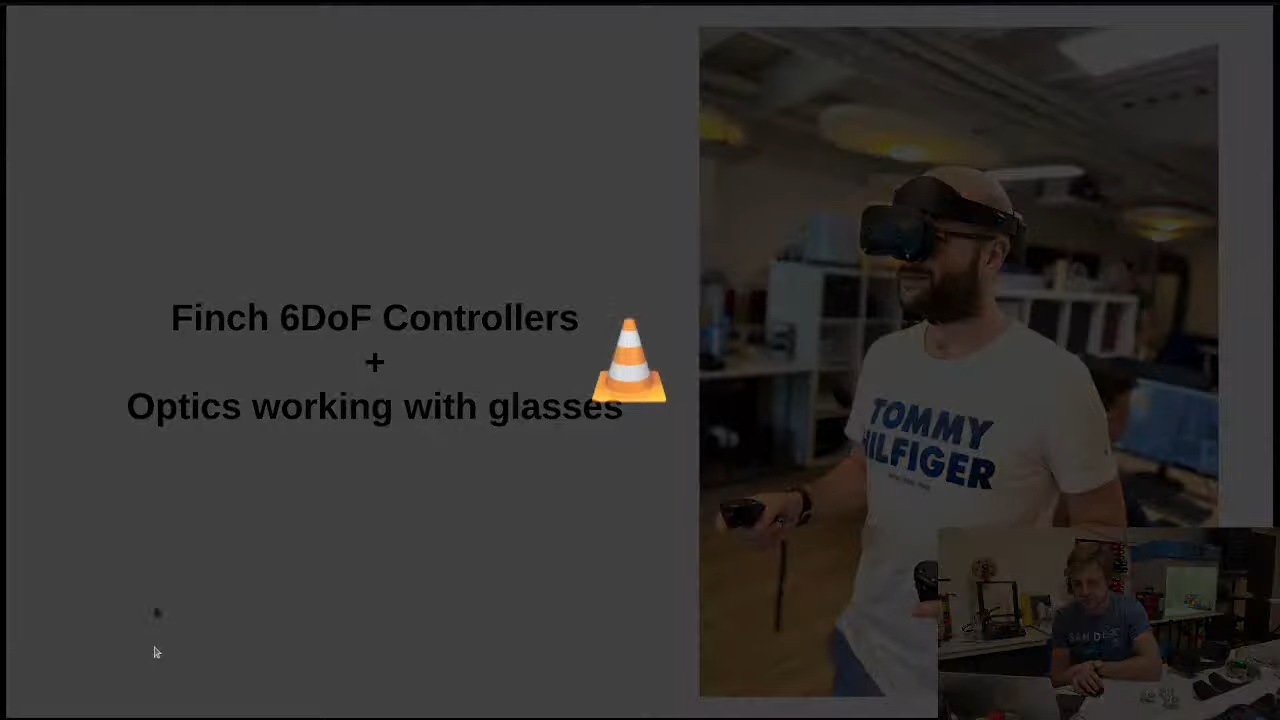 Finch 6DoF Controllers
+
Optics working with glasses
TOMMY
HILFIGER